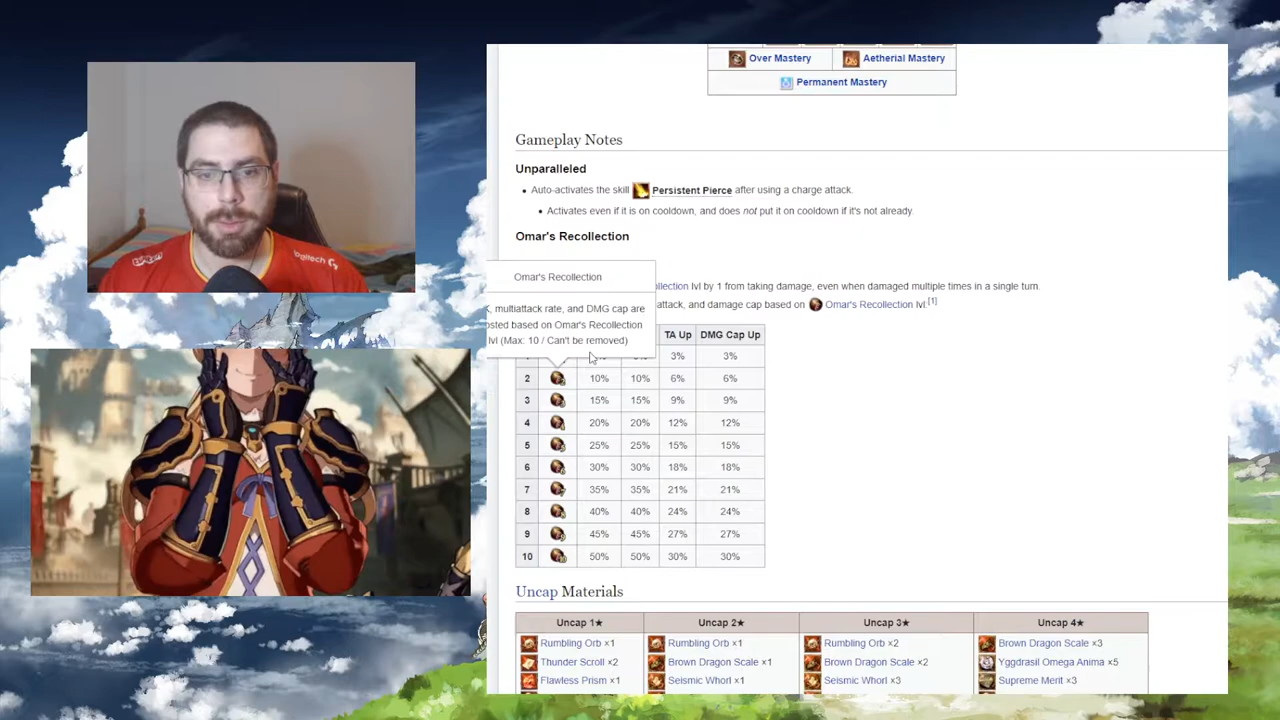 Over Mastery
Aetherial Mastery
Permanent Mastery
Gameplay Notes
Unparalleled
Auto-activates the skill Persistent Pierce after using a charge attack.
Activates even if it is on cooldown, and does not put it on cooldown if it's not already.
Omar's Recollection
Omar's Recollection
llection lvl by 1 from taking damage, even when damaged multiple times in a single turn.
, multiattack rate, and DMG cap are
attack, and damage cap based on Omar's Recollection lvl.[1]
sted based on Omar's Recollection
lvl (Max: 10 / Can't be removed)
TA Up DMG Cap Up
3% 3%
2 10% 10% 6% 6%
3 15% 15% 9% 9%
4 20% 20% 12% 12%
5 25% 25% 15% 15%
6 30% 30% 18% 18%
7 35% 35% 21% 21%
8 40% 40% 24% 24%
9 45% 45% 27% 27%
10 50% 50% 30% 30%
Uncap Materials
Uncap 1★ Uncap 2★ Uncap 3★ Uncap 4★
Rumbling Orb ×1 Rumbling Orb ×1 Rumbling Orb ×2 Brown Dragon Scale ×3
Thunder Scroll ×2 Brown Dragon Scale ×1 Brown Dragon Scale ×2 Yggdrasil Omega Anima ×5
Flawless Prism ×1 Seismic Whorl ×1 Seismic Whorl ×3 Supreme Merit ×3